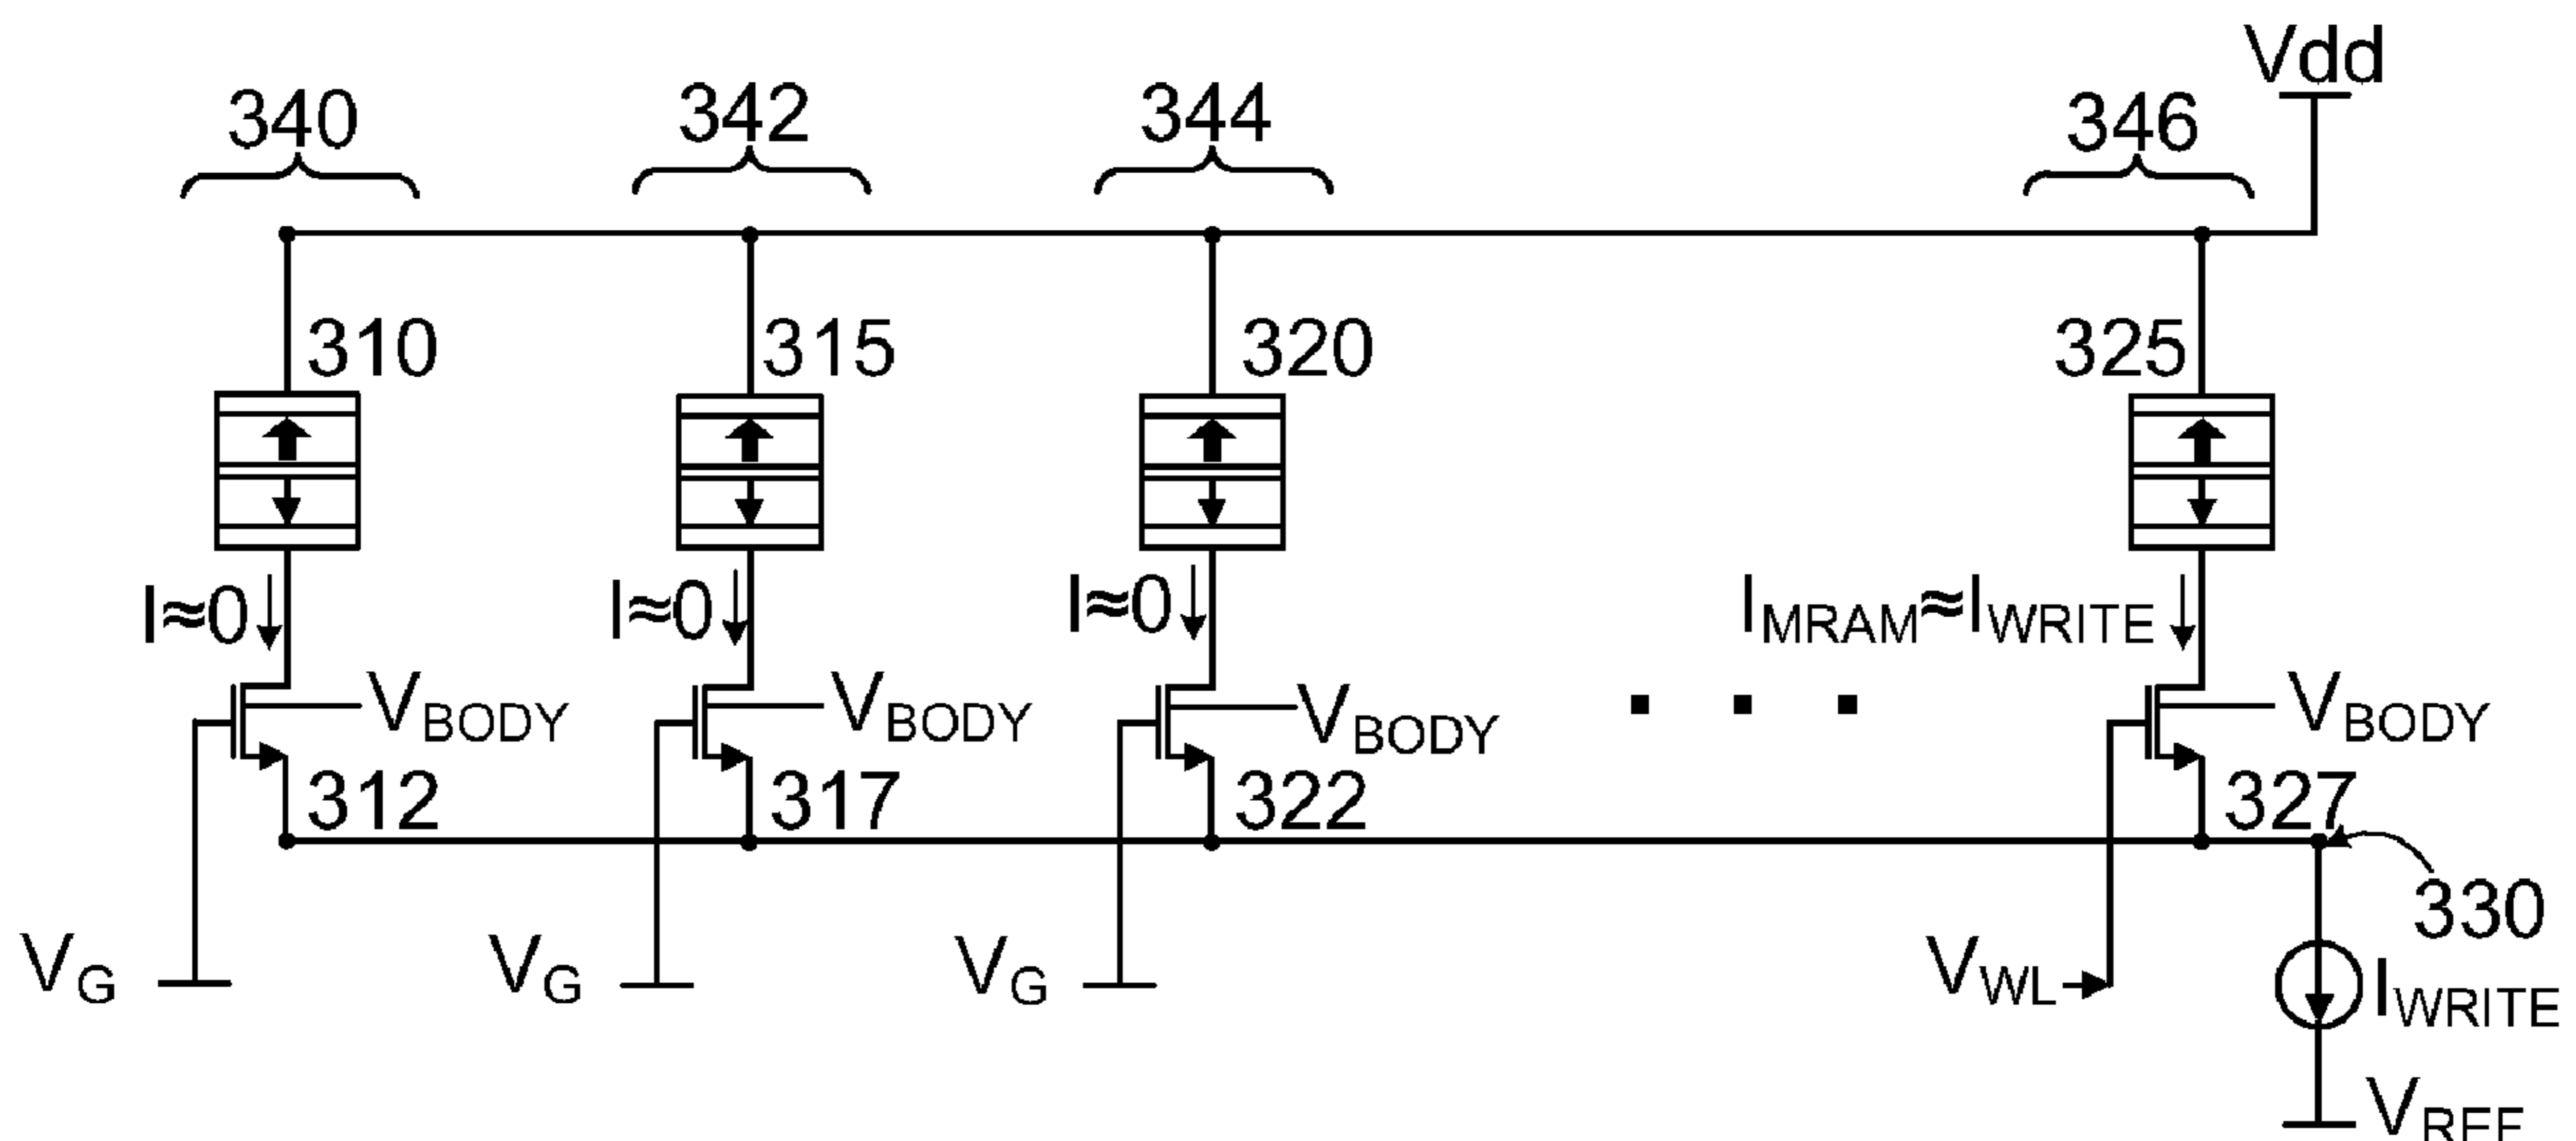 Vdd
340 342 344 346
310 315 320 325
I≈0 I≈0 I≈0 IMRAM≈IWRITE
VBODY VBODY VBODY VBODY
312 317 322 327
330
VG VG VG VWL IWRITE
VREF